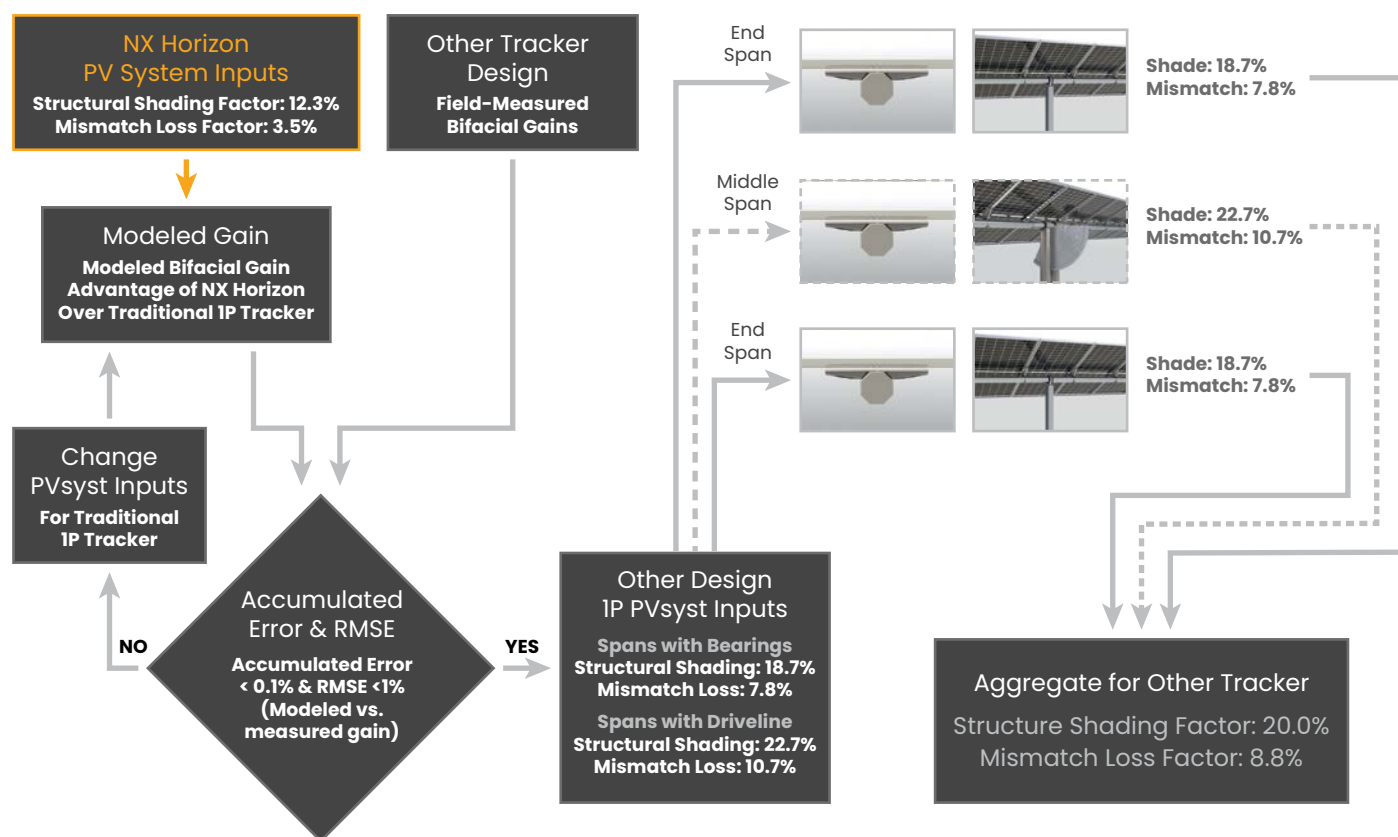 NX Horizon
PV System Inputs
Structural Shading Factor: 12.3%
Mismatch Loss Factor: 3.5%
Other Tracker
Design
Field-Measured
Bifacial Gains
Modeled Gain
Modeled Bifacial Gain
Advantage of NX Horizon
Over Traditional 1P Tracker
Change
PVsyst Inputs
For Traditional
1P Tracker
NO
Accumulated
Error & RMSE
Accumulated Error
< 0.1% & RMSE <1%
(Modeled vs.
measured gain)
YES
Other Design
1P PVsyst Inputs
Spans with Bearings
Structural Shading: 18.7%
Mismatch Loss: 7.8%
Spans with Driveline
Structural Shading: 22.7%
Mismatch Loss: 10.7%
End
Span
Shade: 18.7%
Mismatch: 7.8%
Middle
Span
Shade: 22.7%
Mismatch: 10.7%
End
Span
Shade: 18.7%
Mismatch: 7.8%
Aggregate for Other Tracker
Structure Shading Factor: 20.0%
Mismatch Loss Factor: 8.8%